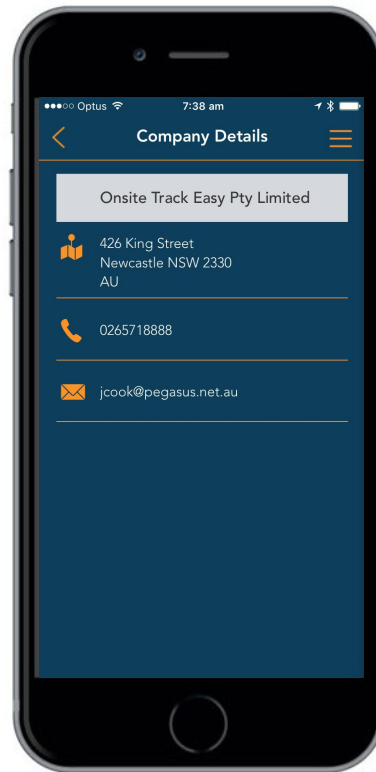 Optus
7:38 am
Company Details
Onsite Track Easy Pty Limited
426 King Street
Newcastle NSW 2330
AU
0265718888
jcook@pegasus.net.au